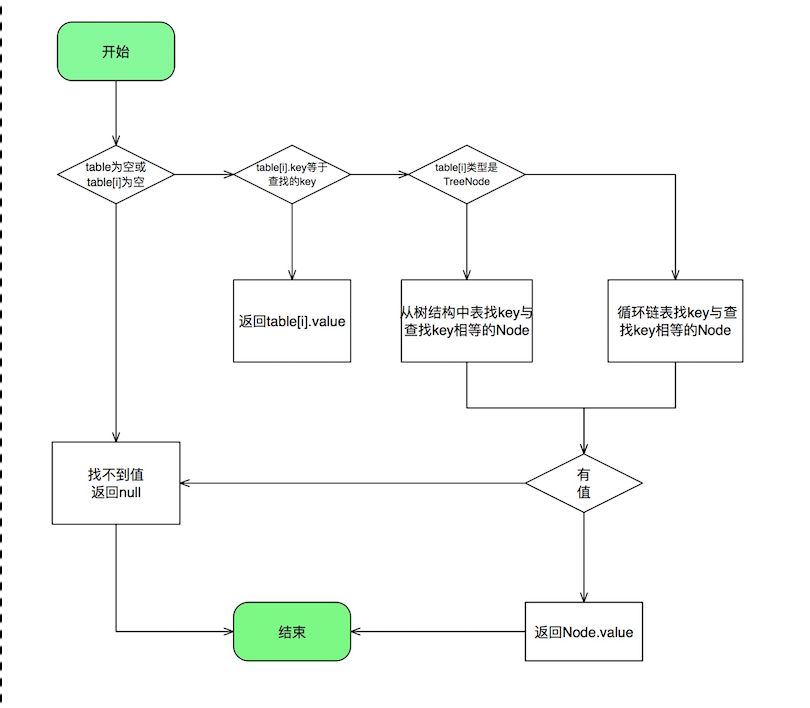 开始
table为空或
table[i]为空
table[i].key等于
查找的key
table[i]类型是
TreeNode
返回table[i].value
从树结构中表找key与
查找key相等的Node
循环链表找key与查
找key相等的Node
找不到值
返回null
有
值
结束
返回Node.value